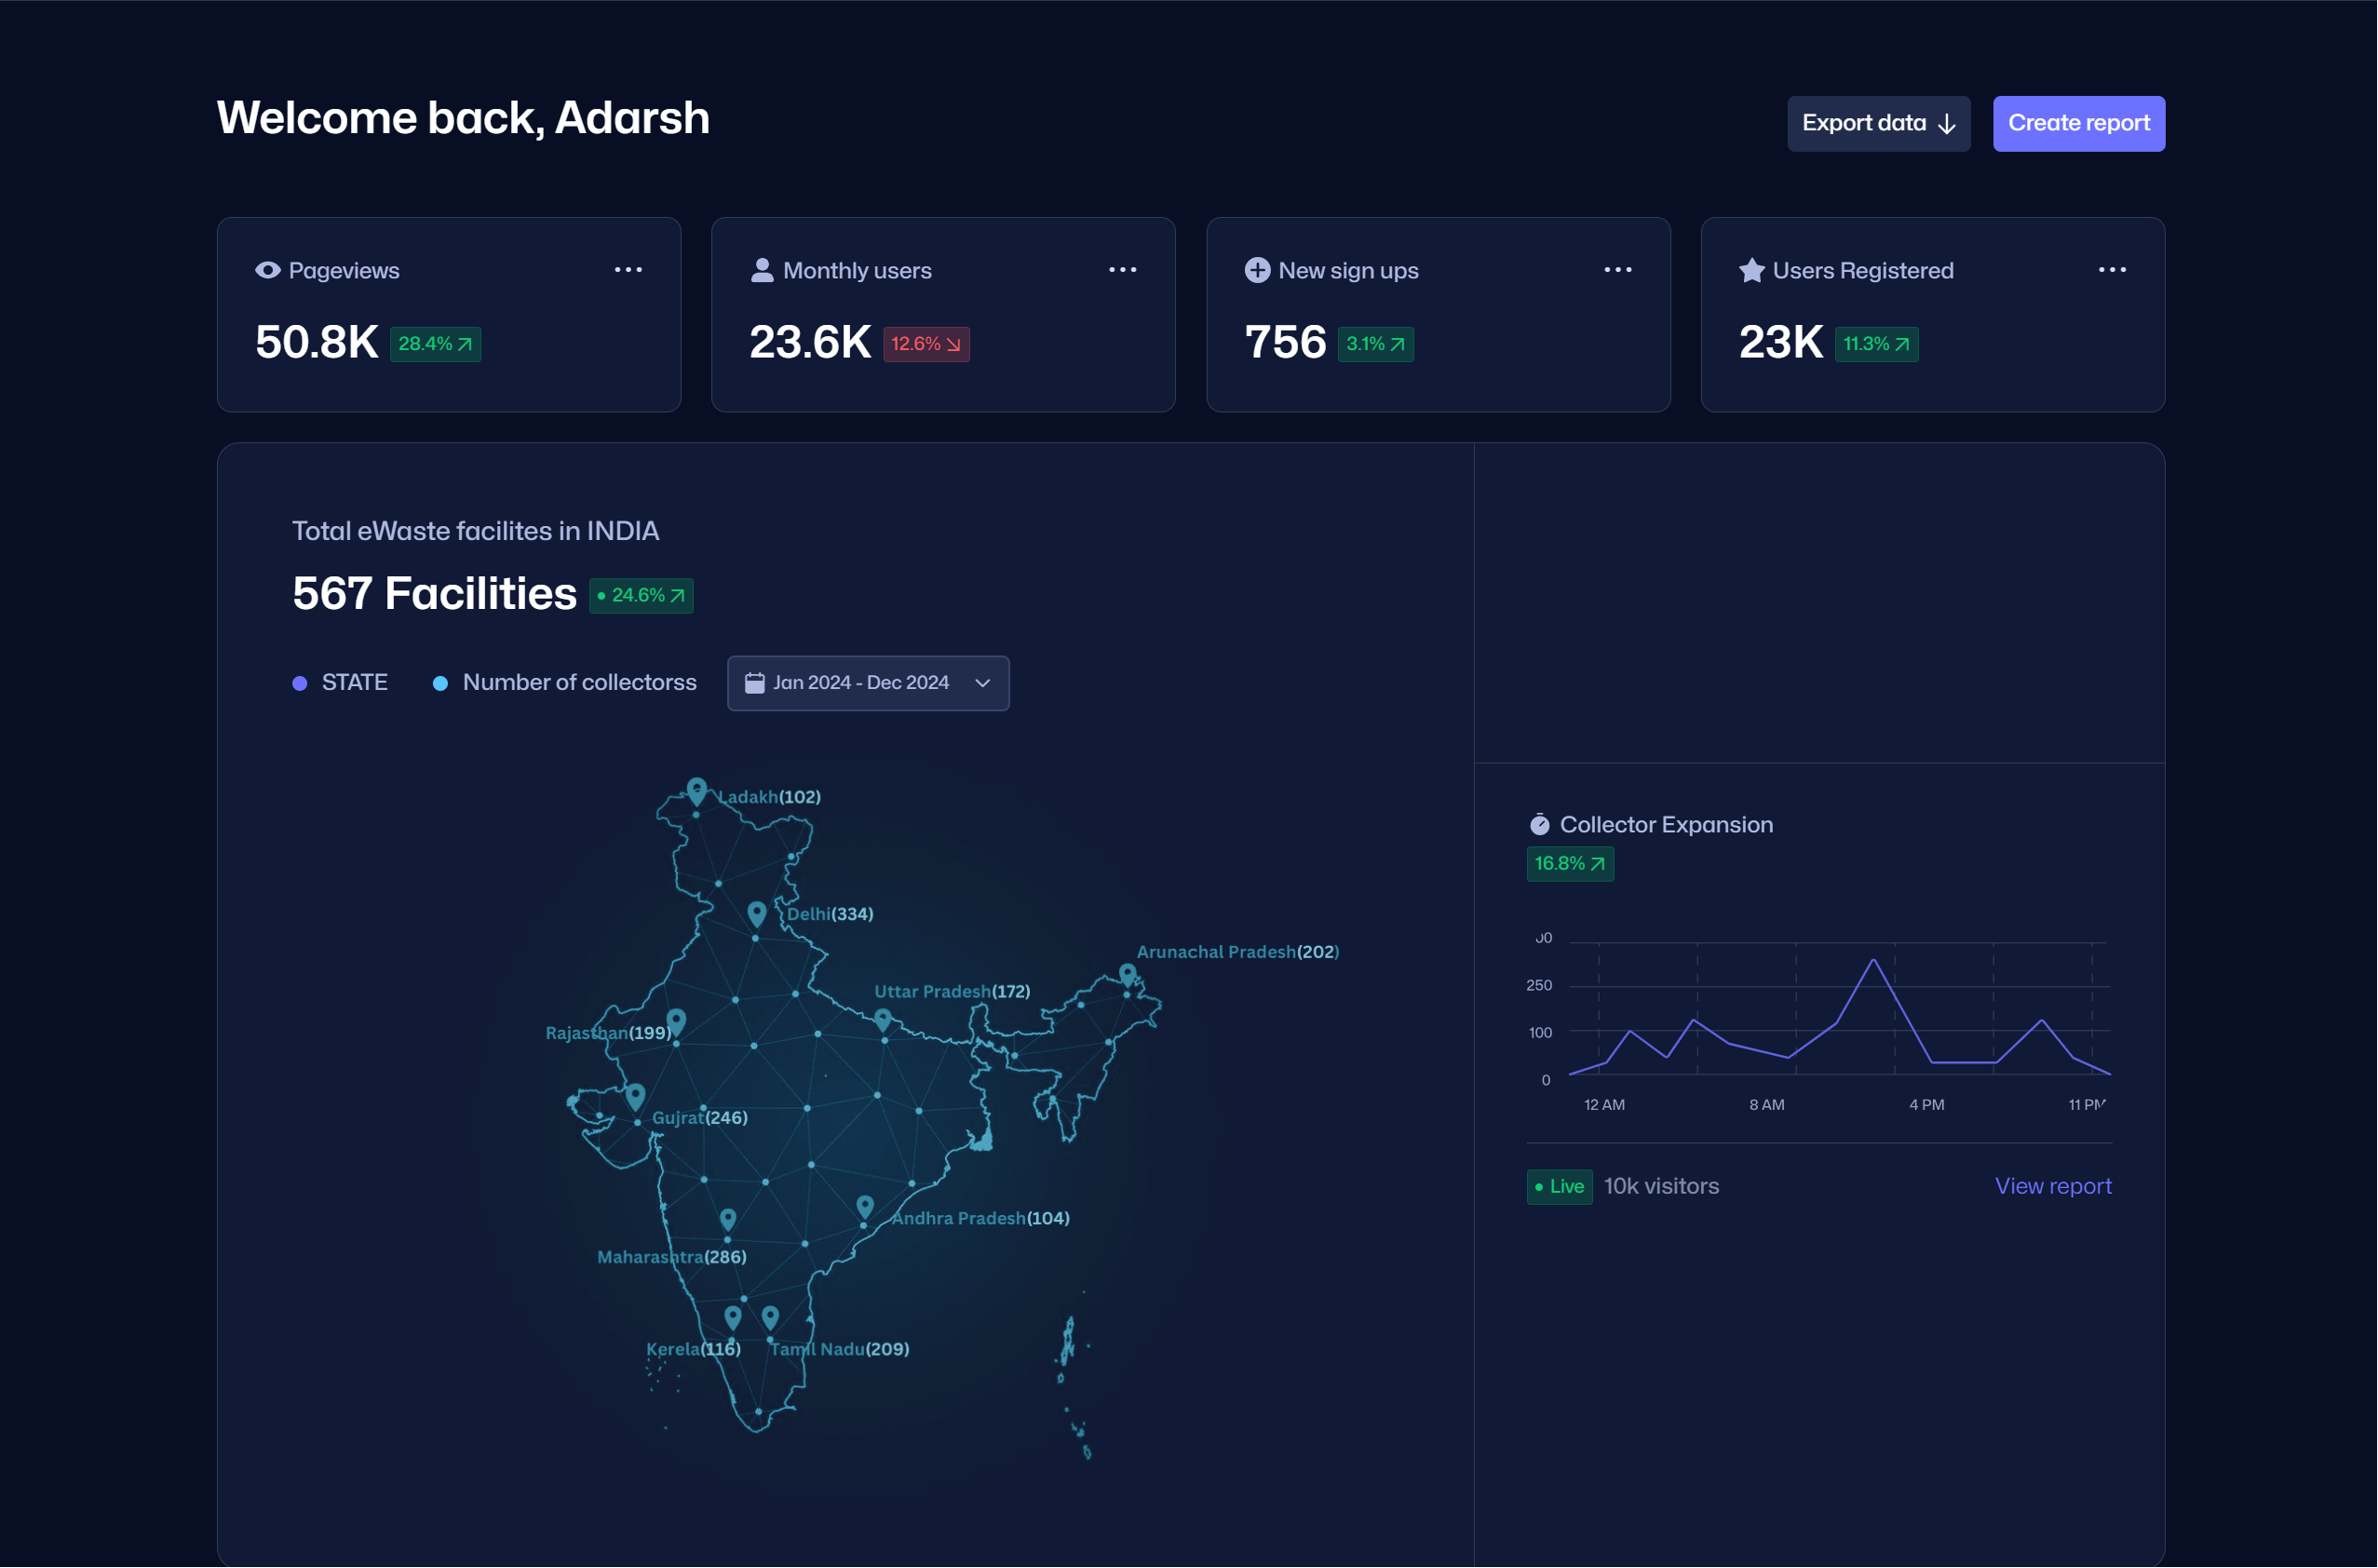 Welcome back, Adarsh
Export data
Create report
Pageviews
50.8K 28.4%
Monthly users
23.6K 12.6%
New sign ups
756 3.1%
Users Registered
23K 11.3%
Total eWaste facilites in INDIA
567 Facilities 24.6%
STATE Number of collectorss Jan 2024 - Dec 2024
Ladakh(102)
Delhi(334)
Arunachal Pradesh(202)
Uttar Pradesh(172)
Rajasthan(199)
Gujrat(246)
Andhra Pradesh(104)
Maharashtra(286)
Kerela(116) Tamil Nadu(209)
Collector Expansion
16.8%
250
100
0
12 AM 8 AM 4 PM 11 PM
Live 10k visitors View report